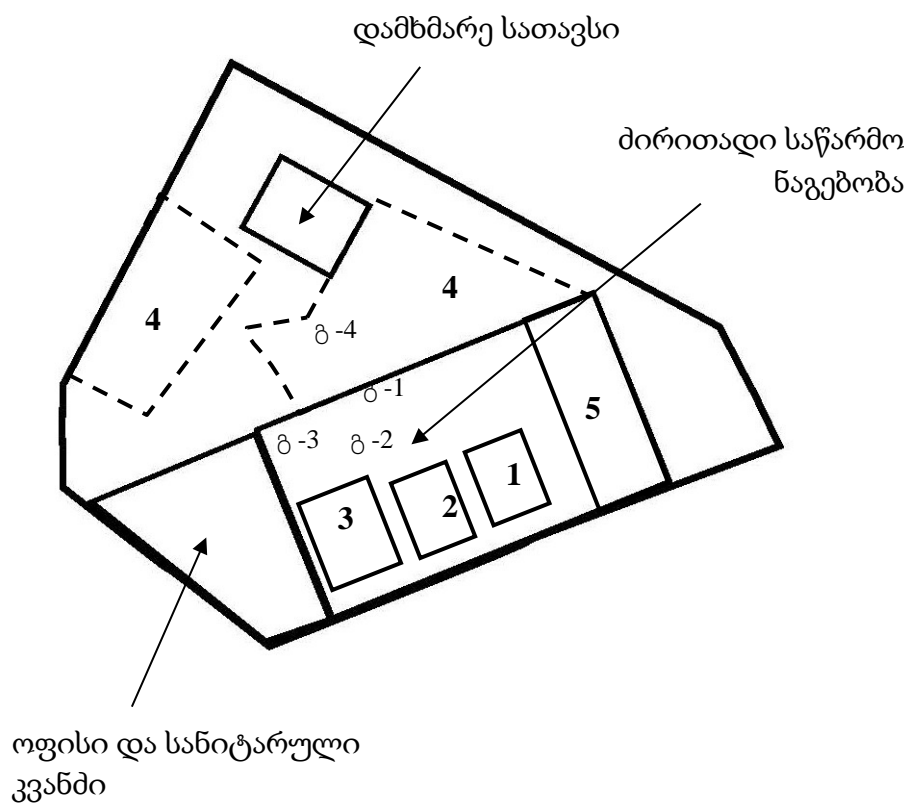 დამხმარე სათავსი
ძირითადი საწარმო
ნაგებობა
4
4
გ-4
გ-1
5
გ-3
გ-2
1
2
3
ოფისი და სანიტარული
კვანძი